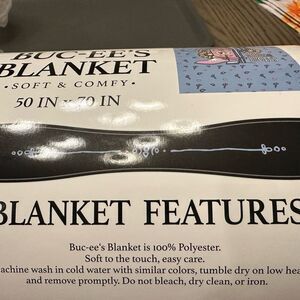 BUC-EE'S
BLANKET
•SOFT & COMFY•
50 IN x 70 IN
BLANKET FEATURES
Buc-ee's Blanket is 100% Polyester.
Soft to the touch, easy care.
achine wash in cold water with similar colors, tumble dry on low hea
and remove promptly. Do not bleach, dry clean, or iron.